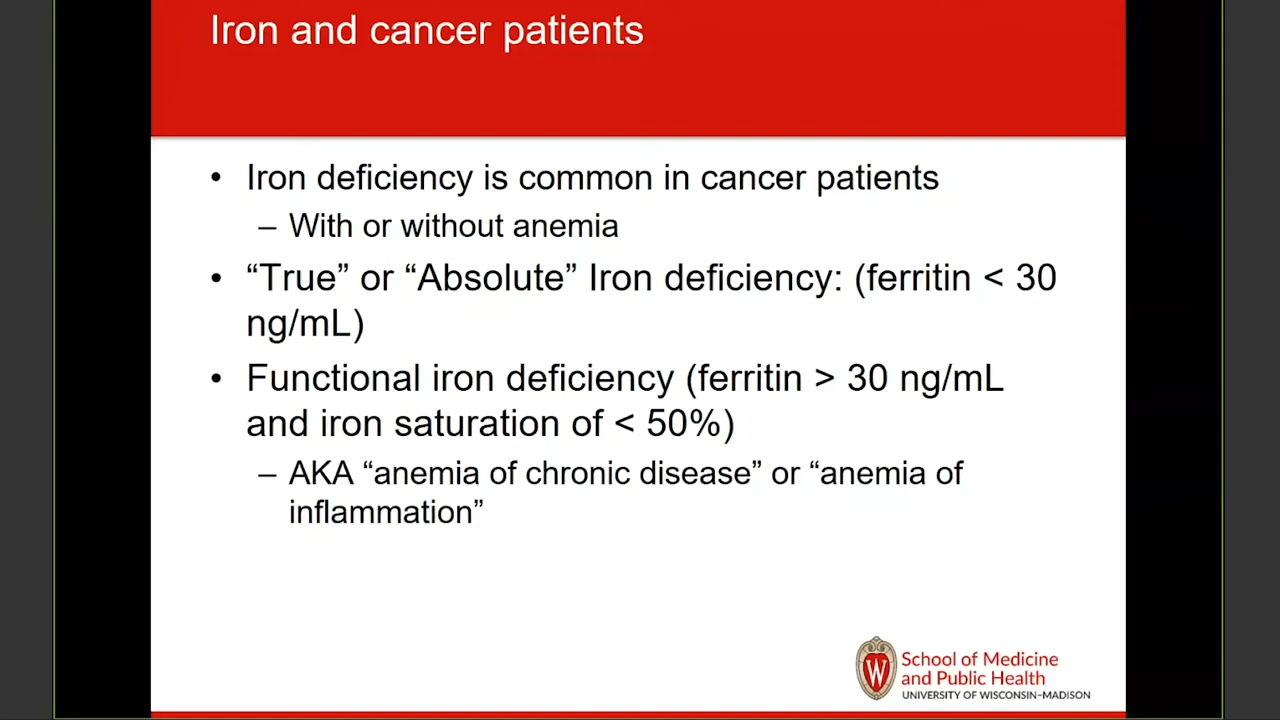 Iron and cancer patients
• Iron deficiency is common in cancer patients
– With or without anemia
• “True” or “Absolute” Iron deficiency: (ferritin < 30
ng/mL)
• Functional iron deficiency (ferritin > 30 ng/mL
and iron saturation of < 50%)
– AKA “anemia of chronic disease” or “anemia of
inflammation”
W
School of Medicine
and Public Health
UNIVERSITY OF WISCONSIN–MADISON